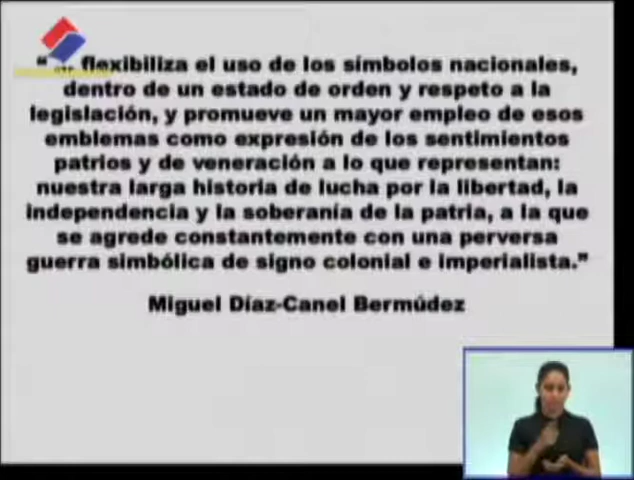 "... flexibiliza el uso de los símbolos nacionales,
dentro de un estado de orden y respeto a la
legislación, y promueve un mayor empleo de esos
emblemas como expresión de los sentimientos
patrios y de veneración a lo que representan:
nuestra larga historia de lucha por la libertad, la
independencia y la soberanía de la patria, a la que
se agrede constantemente con una perversa
guerra simbólica de signo colonial e imperialista."
Miguel Díaz-Canel Bermúdez